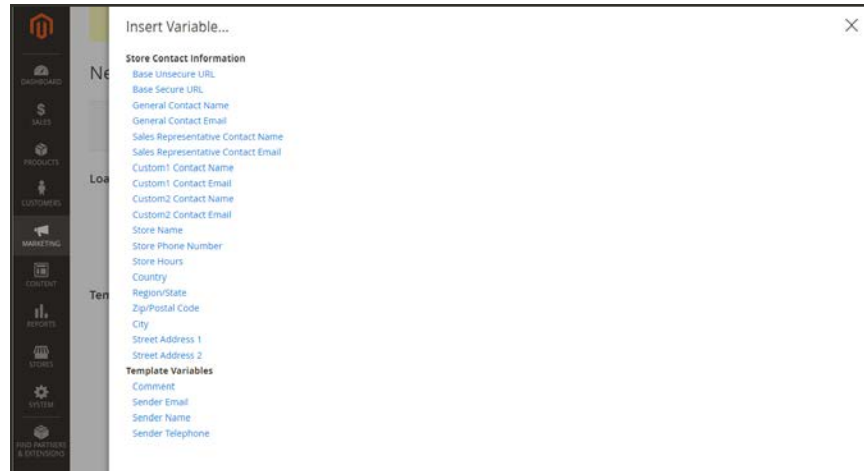 Insert Variable...
Store Contact Information
Base Unsecure URL
Base Secure URL
General Contact Name
General Contact Email
Sales Representative Contact Name
Sales Representative Contact Email
Custom1 Contact Name
Custom1 Contact Email
Custom2 Contact Name
Custom2 Contact Email
Store Name
Store Phone Number
Store Hours
Country
Region/State
Zip/Postal Code
City
Street Address 1
Street Address 2
Template Variables
Comment
Sender Email
Sender Name
Sender Telephone
DASHBOARD
SALES
PRODUCTS
CUSTOMERS
MARKETING
CONTENT
REPORTS
STORES
SYSTEM
FIND PARTNERS
& EXTENSIONS
Ne
Loa
Ten